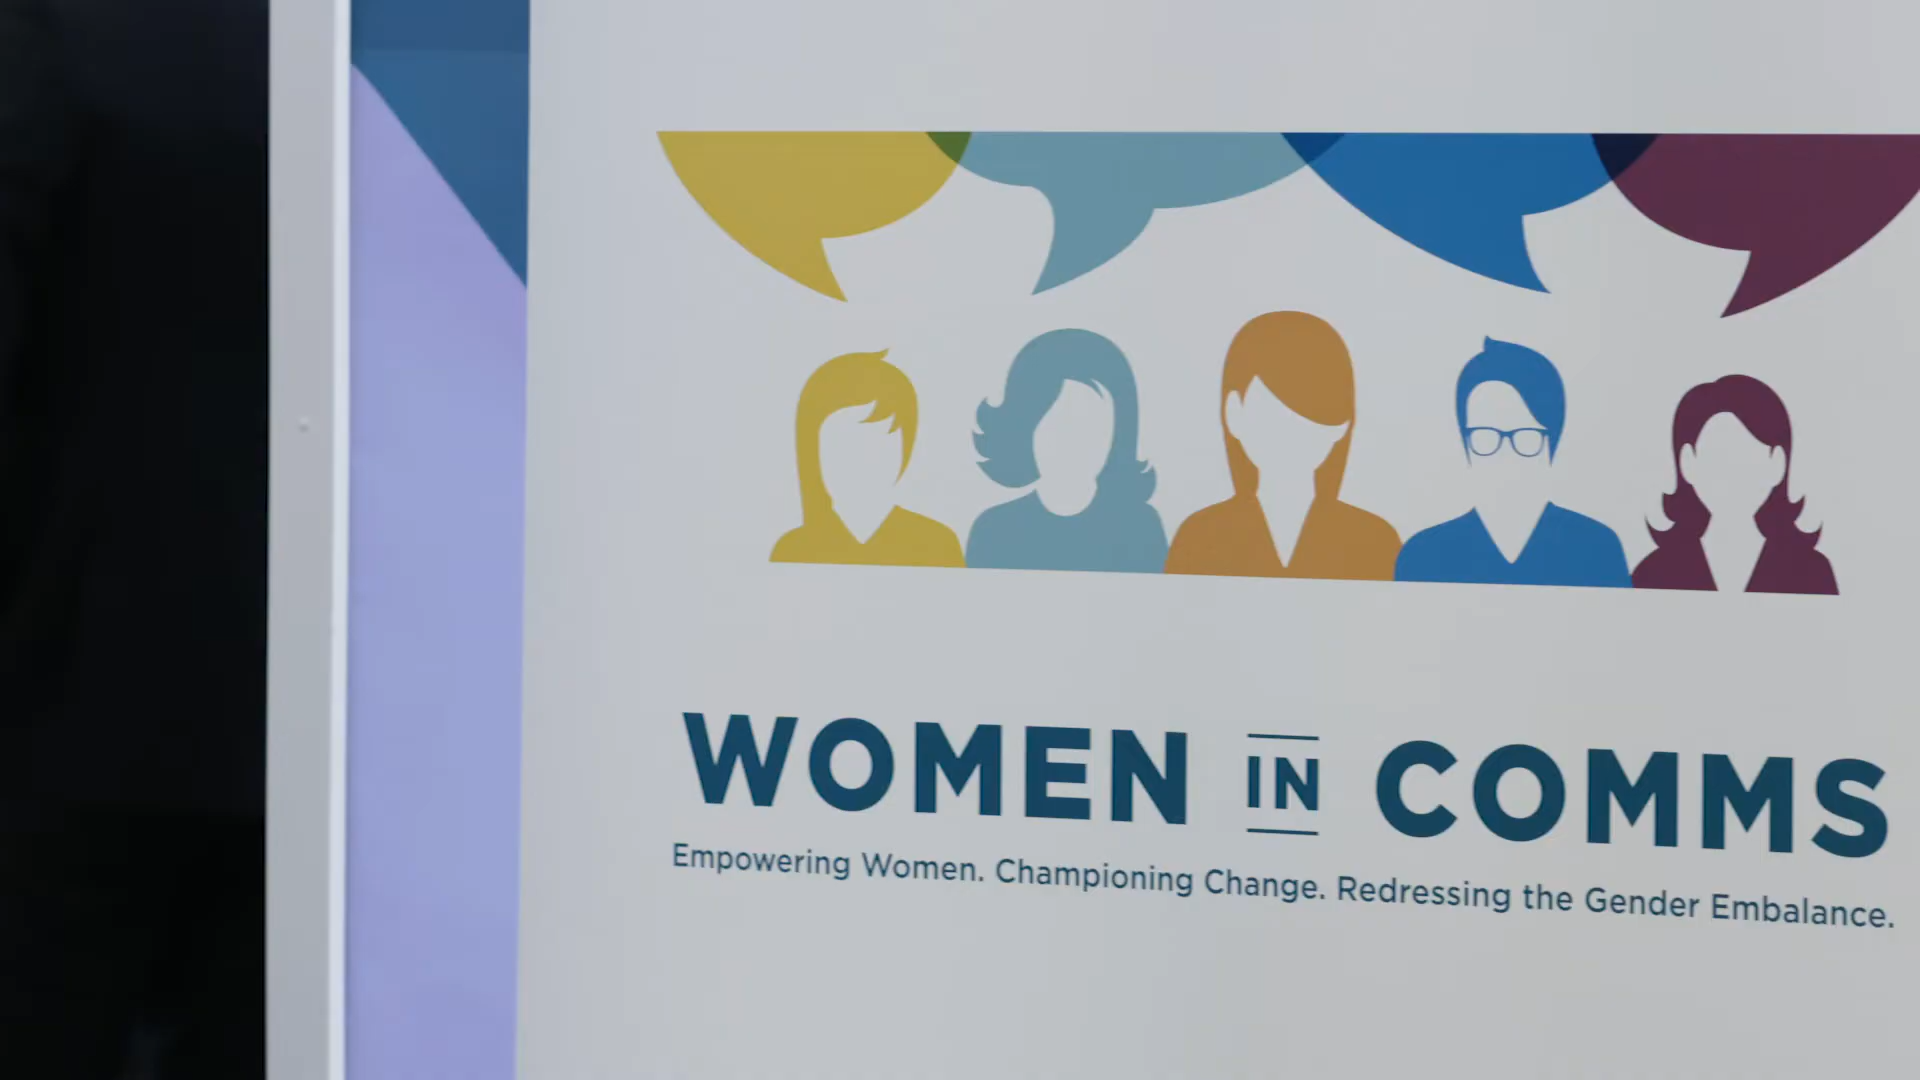 WOMEN IN COMMS
Empowering Women. Championing Change. Redressing the Gender Embalance.